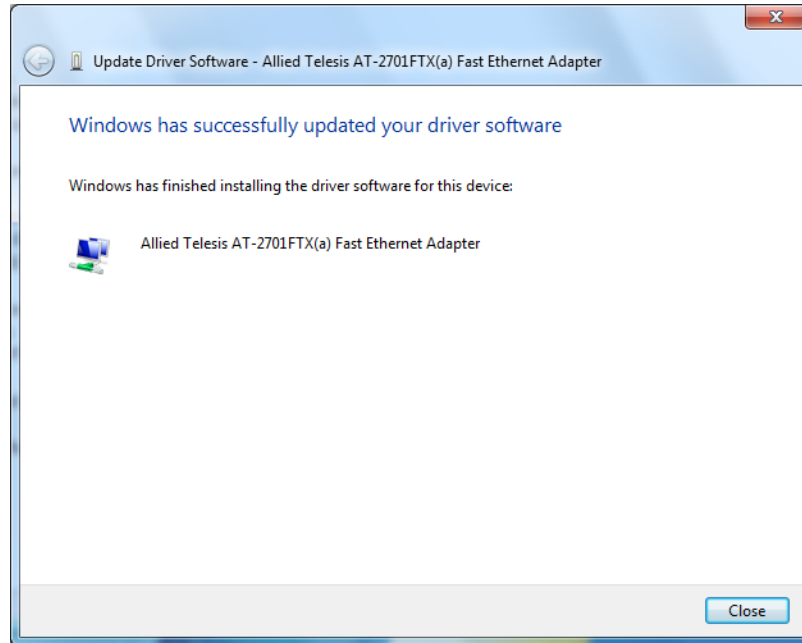 Update Driver Software - Allied Telesis AT-2701FTX(a) Fast Ethernet Adapter
Windows has successfully updated your driver software
Windows has finished installing the driver software for this device:
Allied Telesis AT-2701FTX(a) Fast Ethernet Adapter
Close